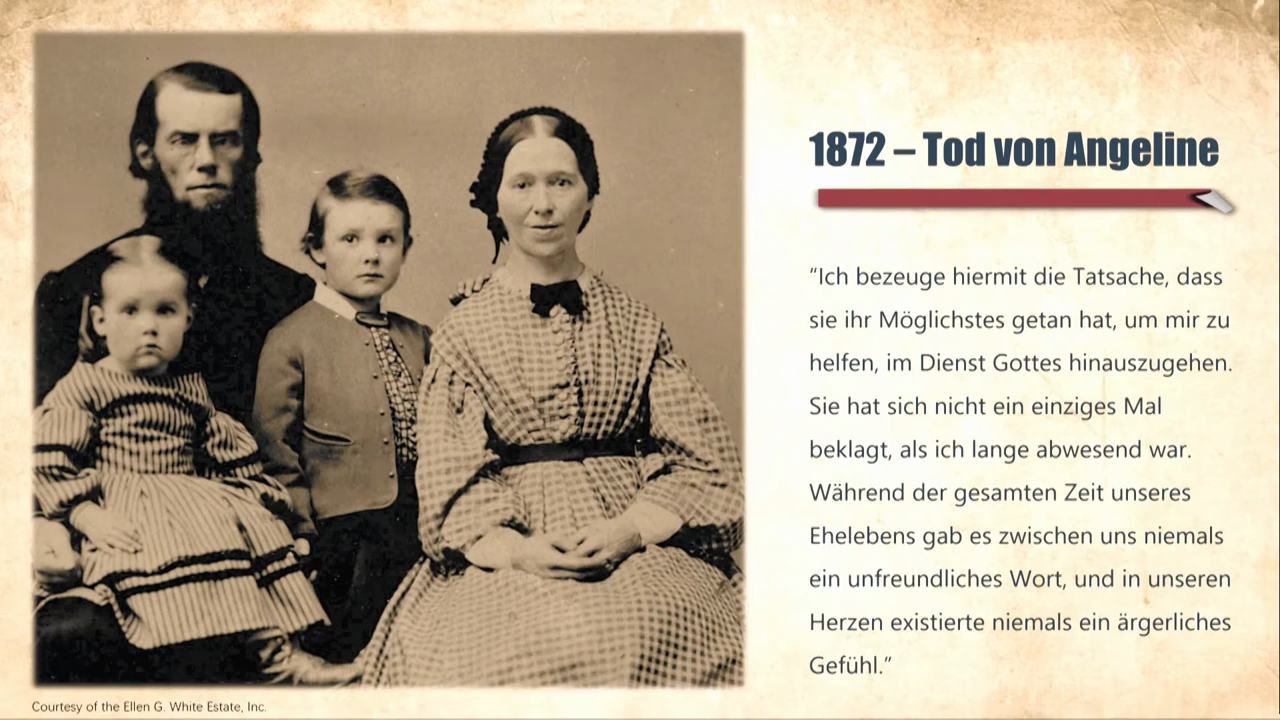 1872 – Tod von Angeline
"Ich bezeuge hiermit die Tatsache, dass
sie ihr Möglichstes getan hat, um mir zu
helfen, im Dienst Gottes hinauszugehen.
Sie hat sich nicht ein einziges Mal
beklagt, als ich lange abwesend war.
Während der gesamten Zeit unseres
Ehelebens gab es zwischen uns niemals
ein unfreundliches Wort, und in unseren
Herzen existierte niemals ein ärgerliches
Gefühl."
Courtesy of the Ellen G. White Estate, Inc.